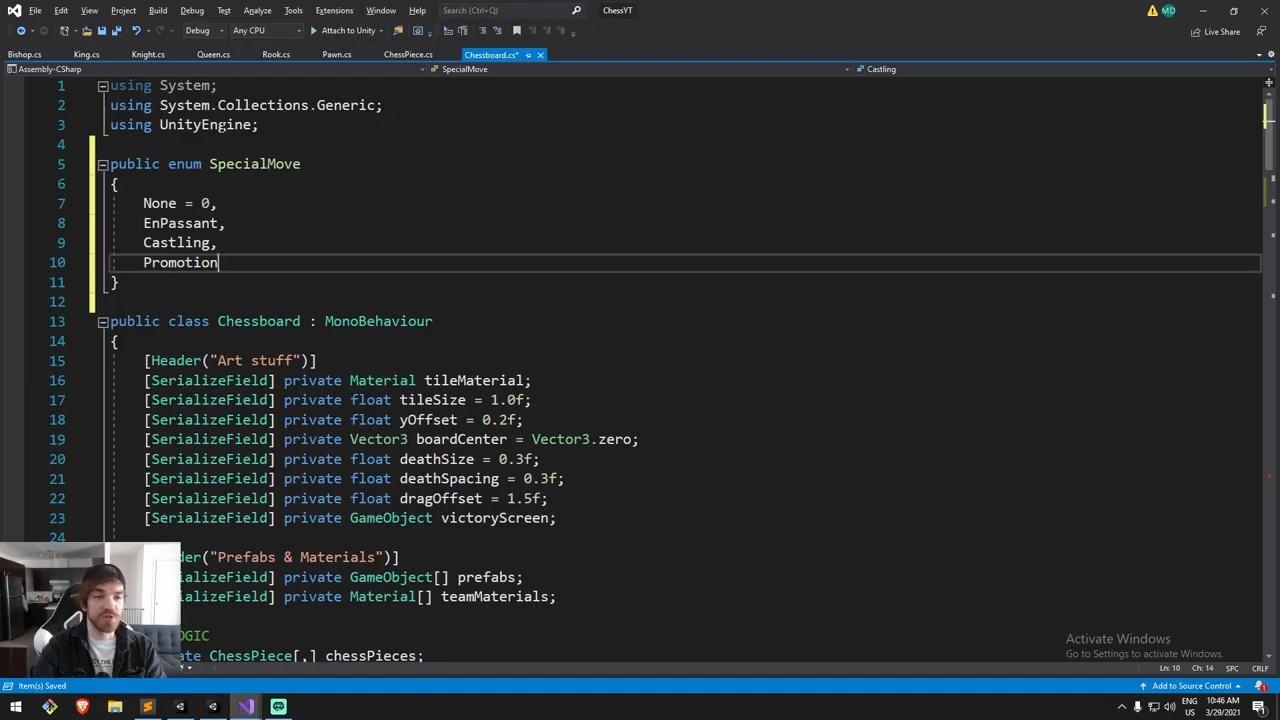 File Edit View Git Project Build Debug Test Analyze Tools Extensions Window Help Search (Ctrl+Q) ChessYT MD
Debug Any CPU Attach to Unity Live Share
Bishop.cs King.cs Knight.cs Queen.cs Rook.cs Pawn.cs ChessPiece.cs Chessboard.cs*
Assembly-CSharp SpecialMove Castling
1 using System;
2 using System.Collections.Generic;
3 using UnityEngine;
4
5 public enum SpecialMove
6 {
7 None = 0,
8 EnPassant,
9 Castling,
10 Promotion
11 }
12
13 public class Chessboard : MonoBehaviour
14 {
15 [Header("Art stuff")]
16 [SerializeField] private Material tileMaterial;
17 [SerializeField] private float tileSize = 1.0f;
18 [SerializeField] private float yOffset = 0.2f;
19 [SerializeField] private Vector3 boardCenter = Vector3.zero;
20 [SerializeField] private float deathSize = 0.3f;
21 [SerializeField] private float deathSpacing = 0.3f;
22 [SerializeField] private float dragOffset = 1.5f;
23 [SerializeField] private GameObject victoryScreen;
24
der("Prefabs & Materials")]
ializeField] private GameObject[] prefabs;
ializeField] private Material[] teamMaterials;
OGIC
ate ChessPiece[,] chessPieces;
Activate Windows
Go to Settings to activate Windows.
Ln: 10 Ch: 14 SPC CRLF
Item(s) Saved Add to Source Control 1
ENG 10:46 AM
US 3/29/2021 1